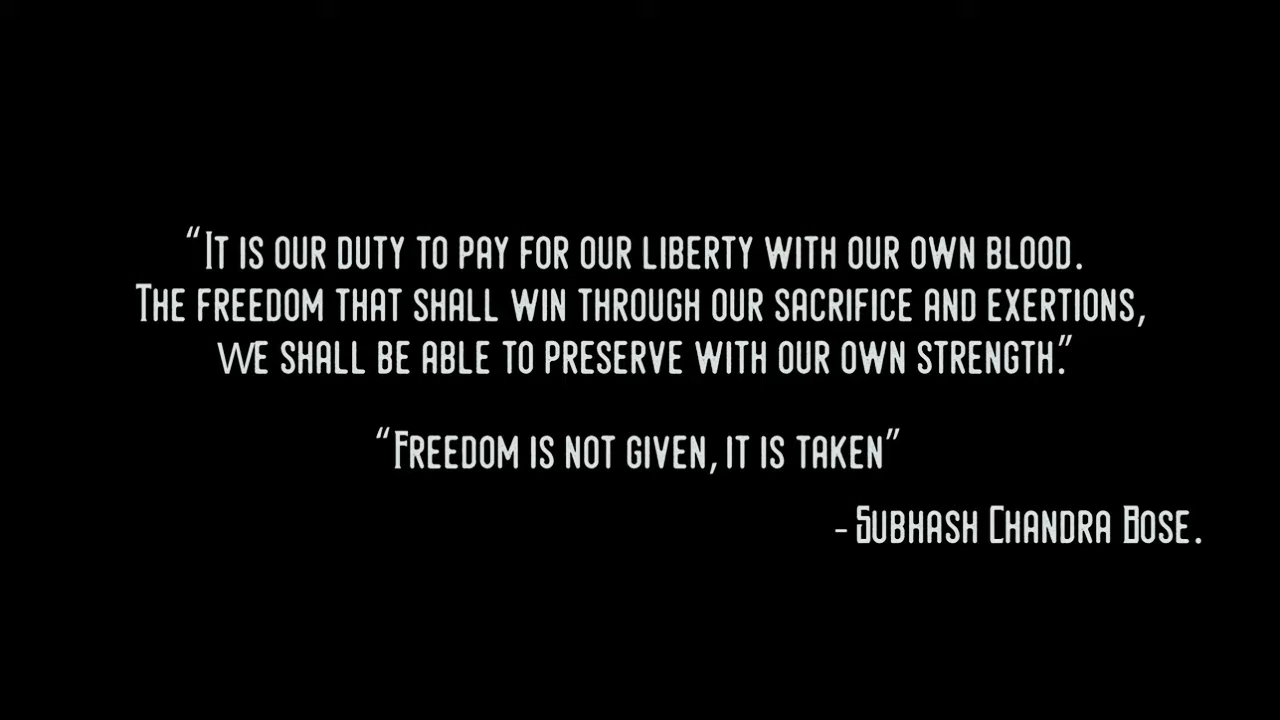 “It is our duty to pay for our liberty with our own blood.
The freedom that shall win through our sacrifice and exertions,
we shall be able to preserve with our own strength.”
“Freedom is not given, it is taken”
- Subhash Chandra Bose.